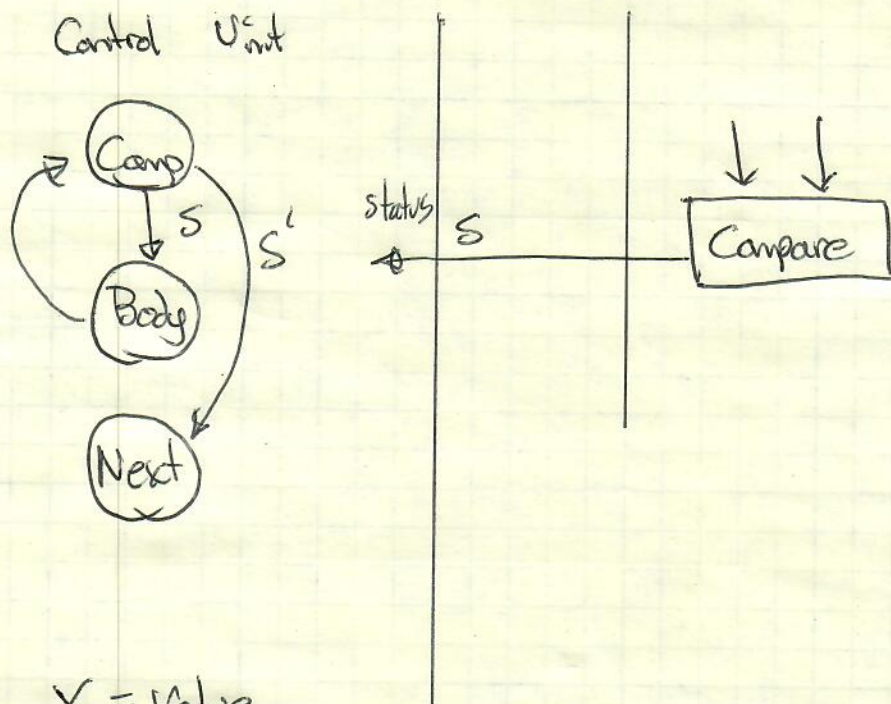 Control Unit
Comp
S
S'
Body
Next
status
S
Compare